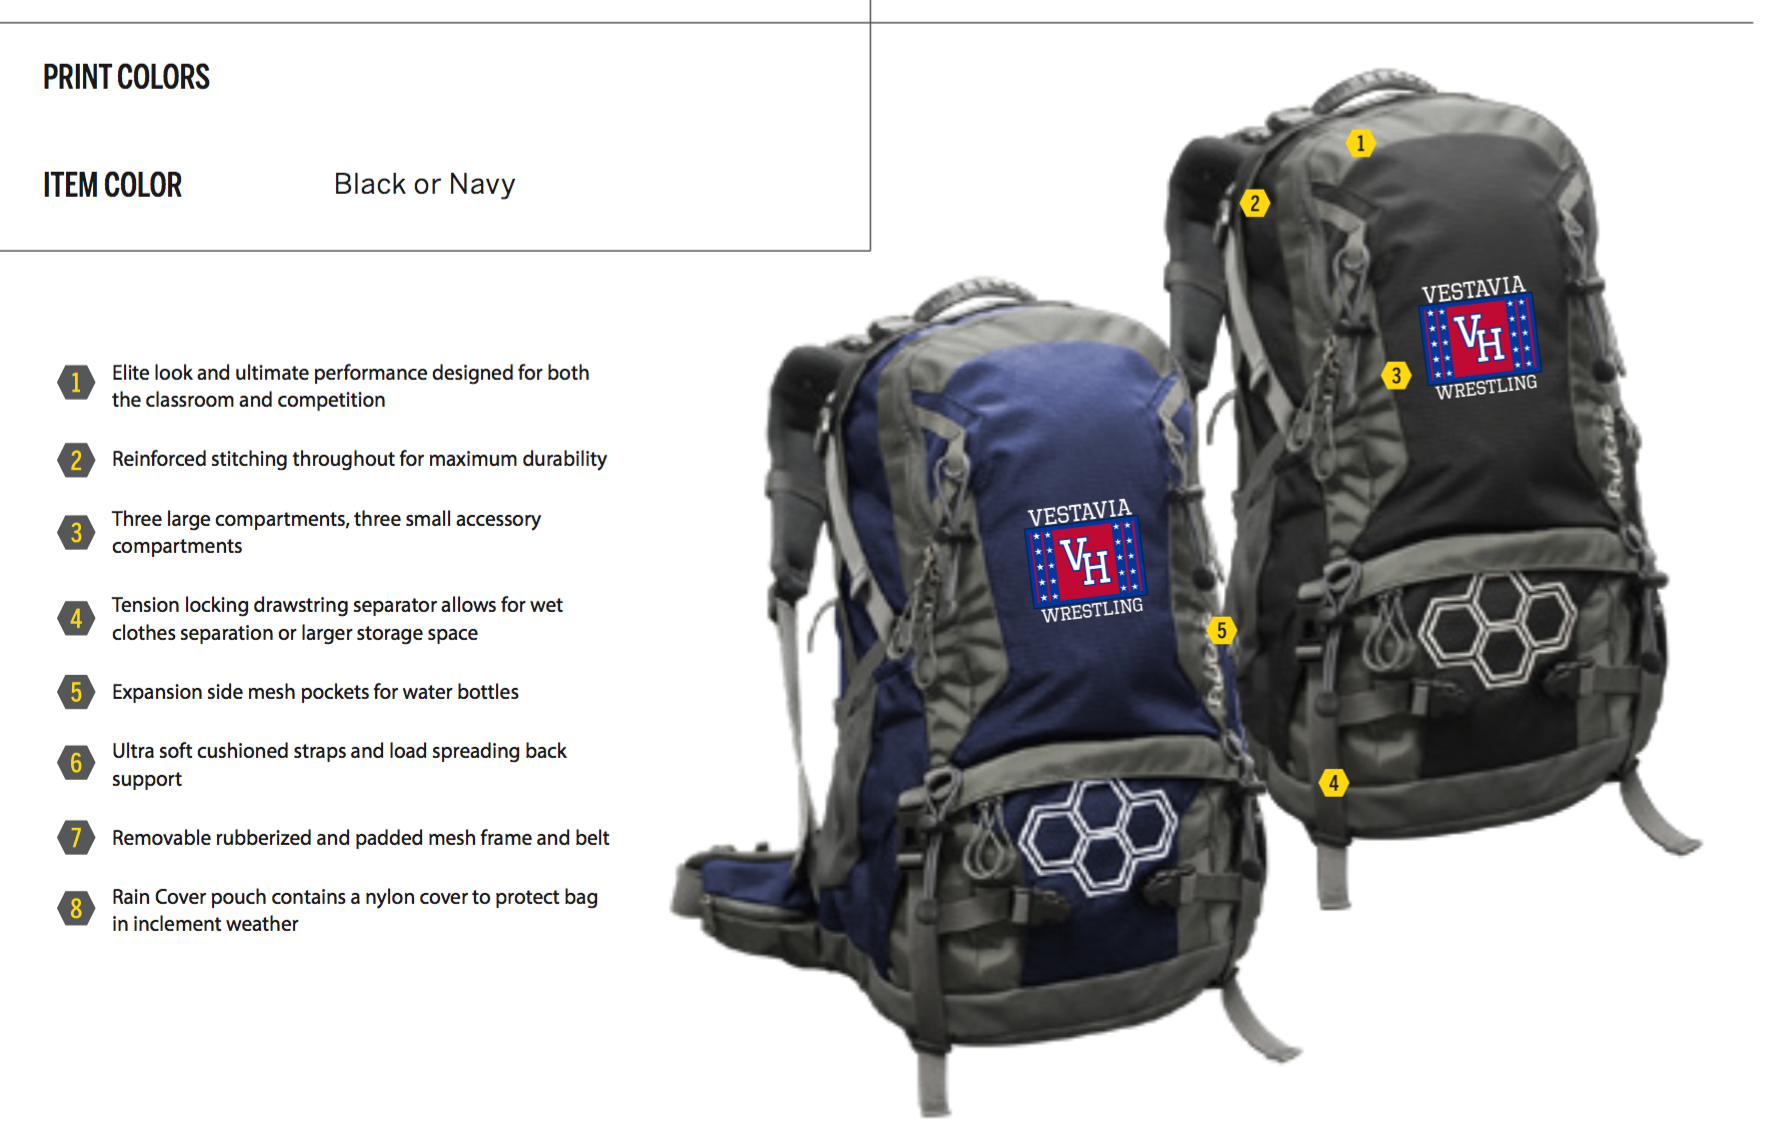 PRINT COLORS
ITEM COLOR
Black or Navy
1
Elite look and ultimate performance designed for both
the classroom and competition
2
Reinforced stitching throughout for maximum durability
3
Three large compartments, three small accessory
compartments
4
Tension locking drawstring separator allows for wet
clothes separation or larger storage space
5
Expansion side mesh pockets for water bottles
6
Ultra soft cushioned straps and load spreading back
support
7
Removable rubberized and padded mesh frame and belt
8
Rain Cover pouch contains a nylon cover to protect bag
in inclement weather
1
2
VESTAVIA
VH
WRESTLING
3
4
VESTAVIA
VH
WRESTLING
5